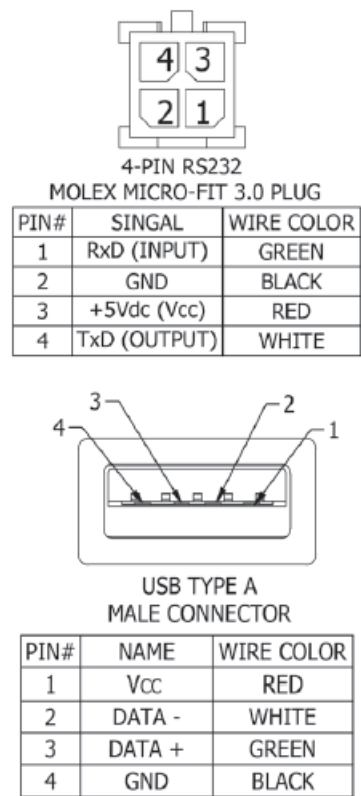 4 3
2 1
4-PIN RS232
MOLEX MICRO-FIT 3.0 PLUG
PIN# SINGAL WIRE COLOR
1 RxD (INPUT) GREEN
2 GND BLACK
3 +5Vdc (Vcc) RED
4 TxD (OUTPUT) WHITE
3 2
4 1
USB TYPE A
MALE CONNECTOR
PIN# NAME WIRE COLOR
1 Vcc RED
2 DATA - WHITE
3 DATA + GREEN
4 GND BLACK